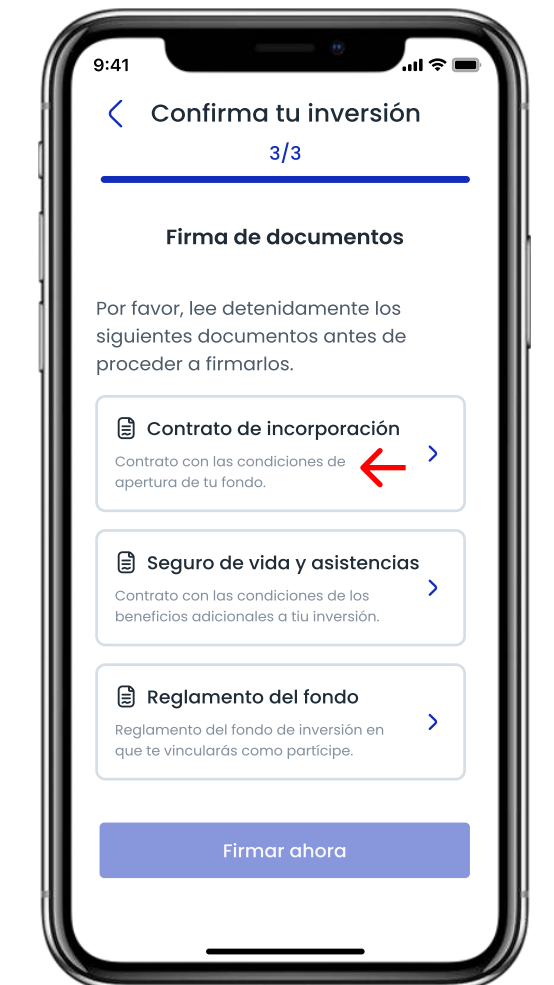 9:41
Confirma tu inversión
3/3
Firma de documentos
Por favor, lee detenidamente los
siguientes documentos antes de
proceder a firmarlos.
Contrato de incorporación
Contrato con las condiciones de
apertura de tu fondo.
Seguro de vida y asistencias
Contrato con las condiciones de los
beneficios adicionales a tiu inversión.
Reglamento del fondo
Reglamento del fondo de inversión en
que te vincularás como partícipe.
Firmar ahora